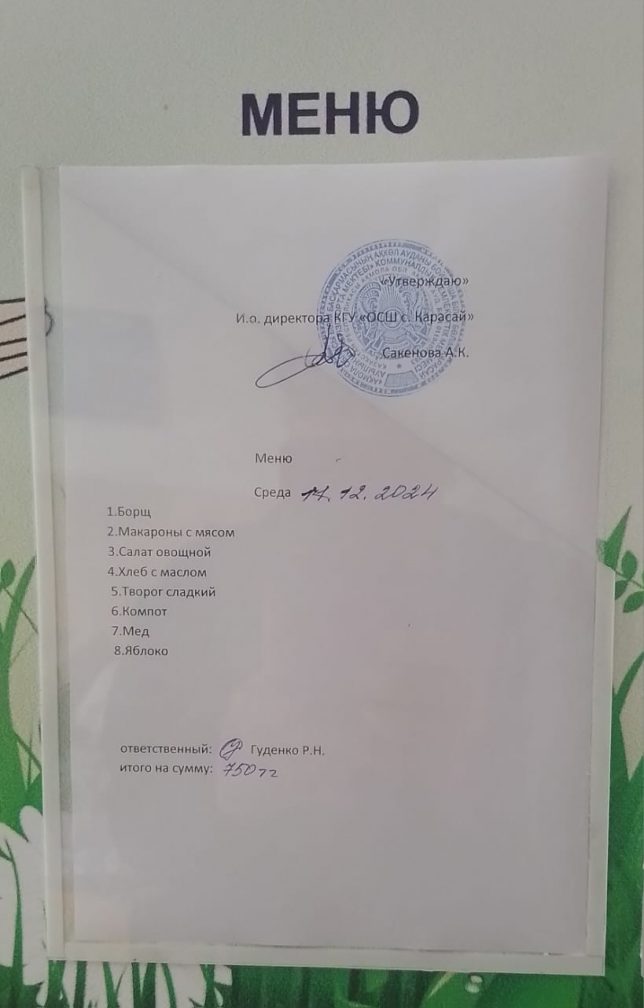 МЕНЮ
«Утверждаю»
И.о. директора КГУ «ОСШ с. Карасай»
Сакенова А.К.
Меню
Среда 17.12.2024
1.Борщ
2.Макароны с мясом
3.Салат овощной
4.Хлеб с маслом
5.Творог сладкий
6.Компот
7.Мед
8.Яблоко
ответственный: Гуденко Р.Н.
итого на сумму: 750тг